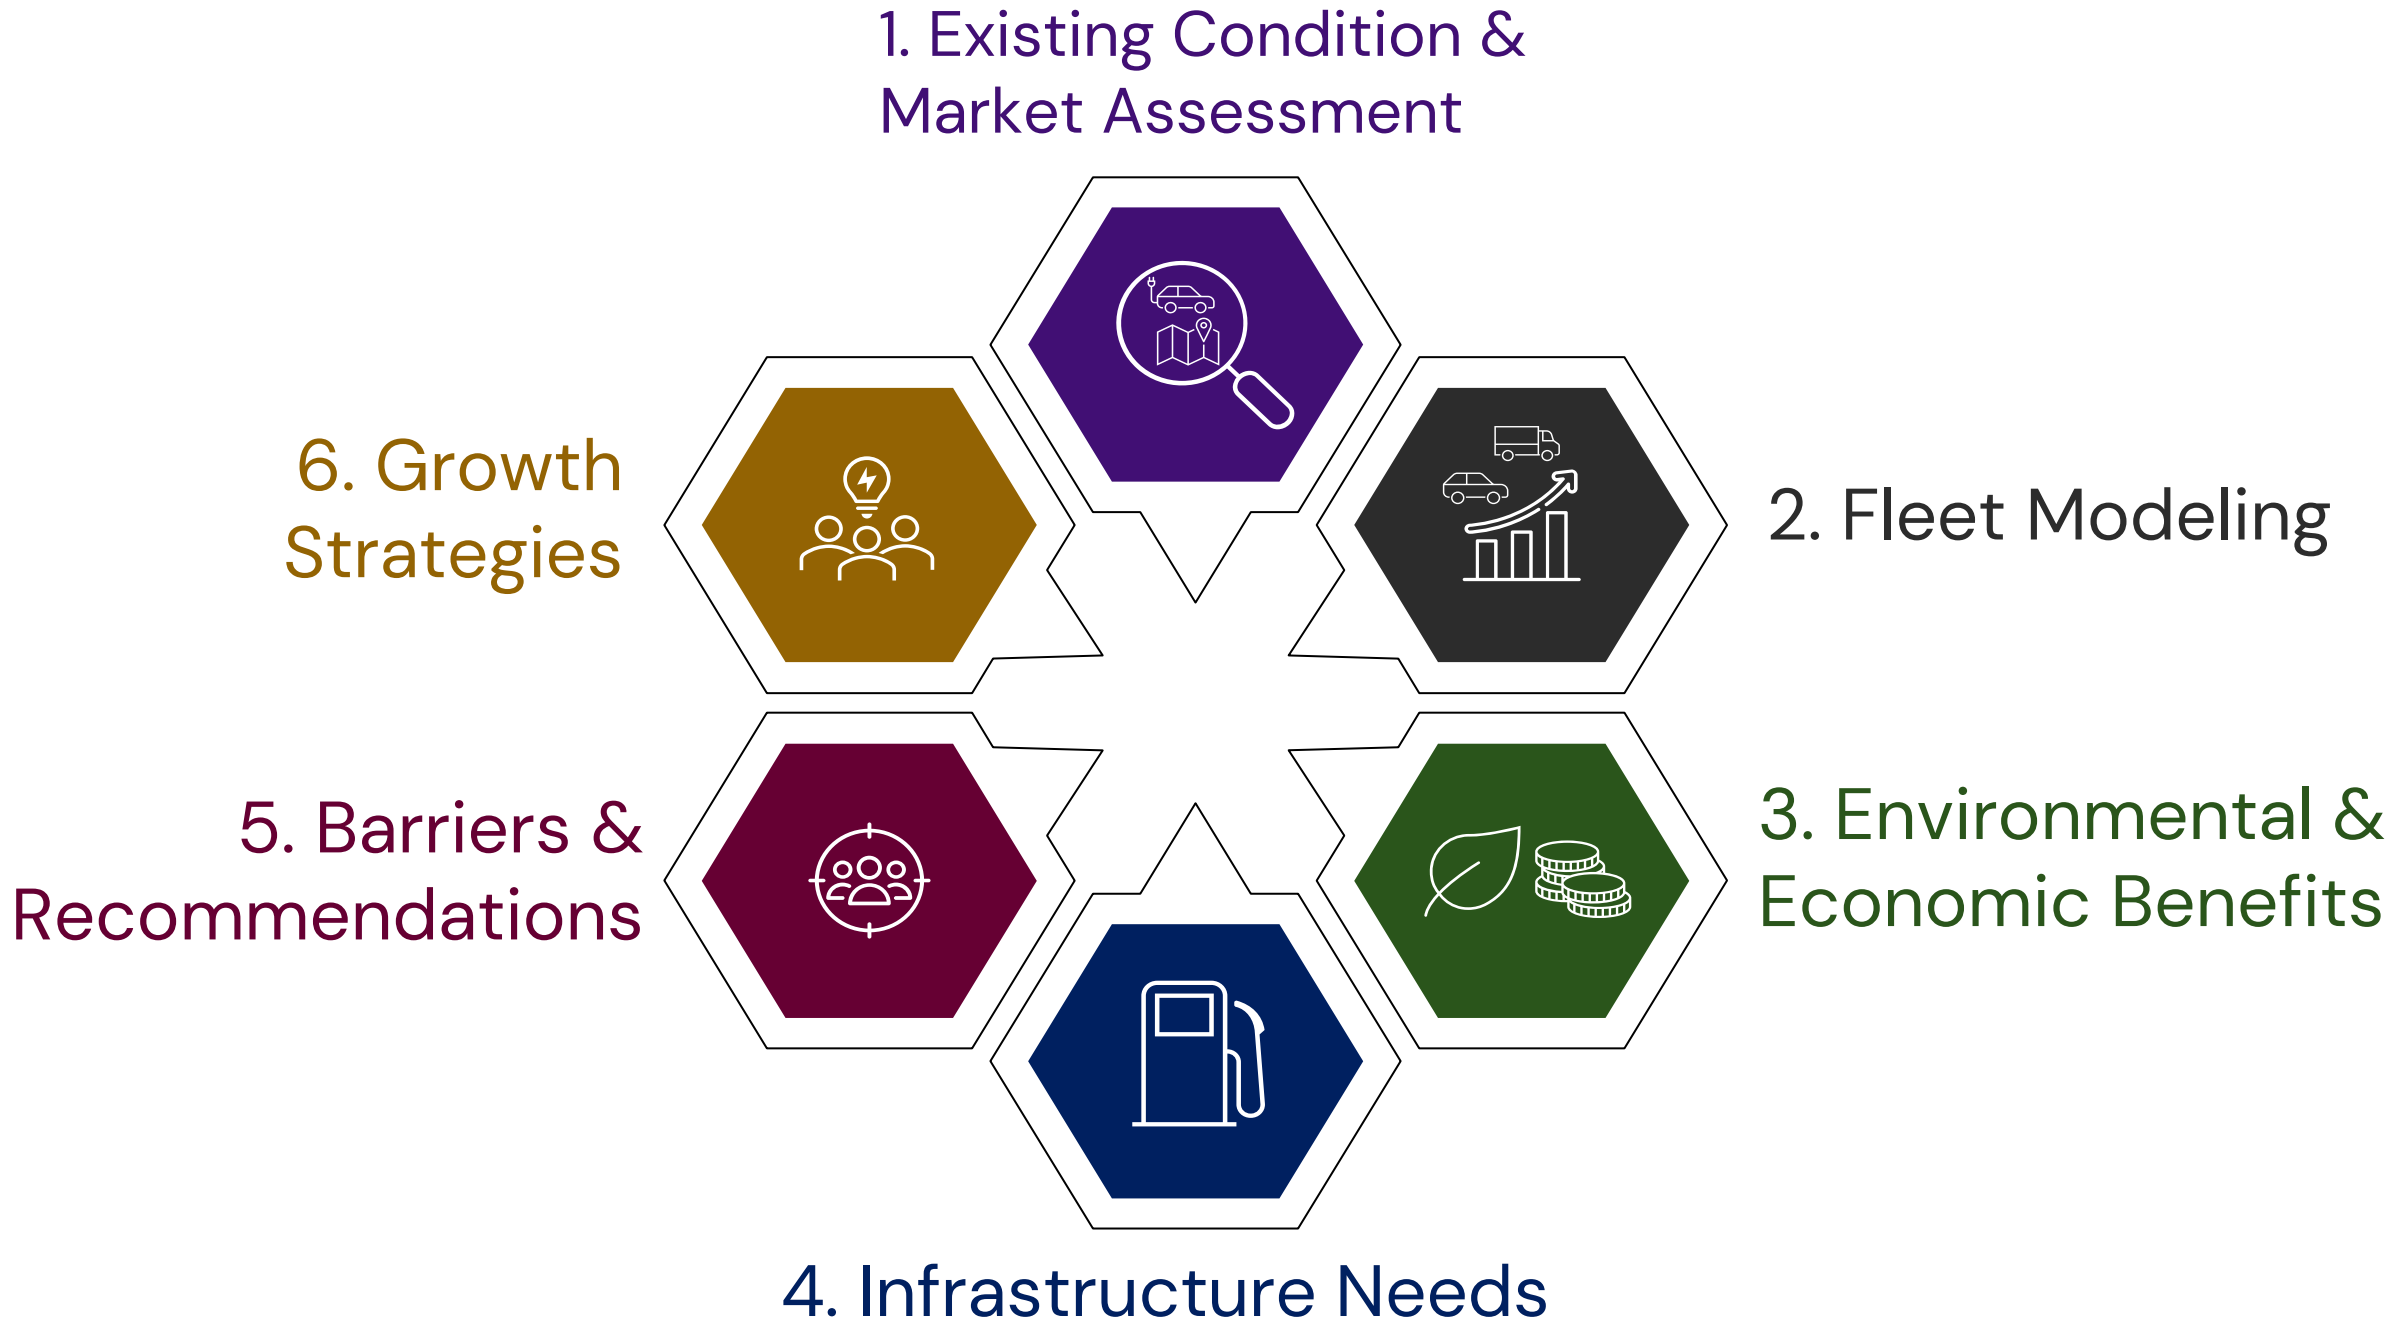 1. Existing Condition &
Market Assessment
2. Fleet Modeling
3. Environmental &
Economic Benefits
4. Infrastructure Needs
5. Barriers &
Recommendations
6. Growth
Strategies